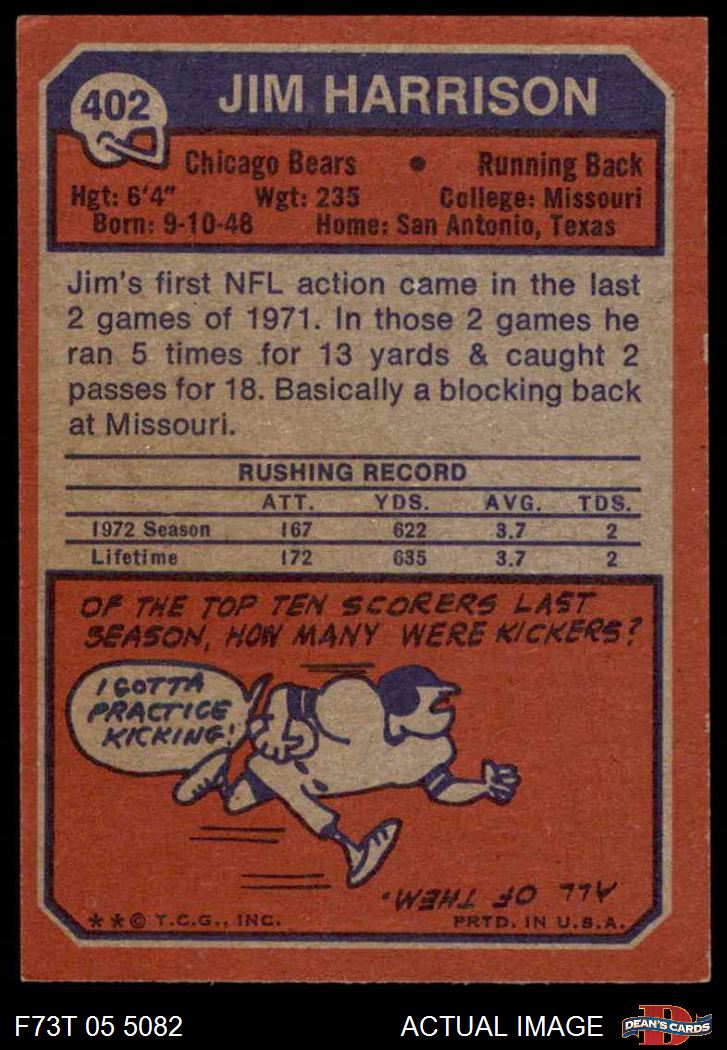 402
JIM HARRISON
Chicago Bears • Running Back
Hgt: 6'4" Wgt: 235 College: Missouri
Born: 9-10-48 Home: San Antonio, Texas
Jim's first NFL action came in the last
2 games of 1971. In those 2 games he
ran 5 times for 13 yards & caught 2
passes for 18. Basically a blocking back
at Missouri.
RUSHING RECORD
ATT. YDS. AVG. TDS.
1972 Season 167 622 3.7 2
Lifetime 172 635 3.7 2
OF THE TOP TEN SCORERS LAST
SEASON, HOW MANY WERE KICKERS?
I GOTTA
PRACTICE
KICKING!
ALL OF THEM.
**© T.C.G., INC. PRTD. IN U.S.A.
F73T 05 5082 ACTUAL IMAGE
D
DEAN'S CARDS